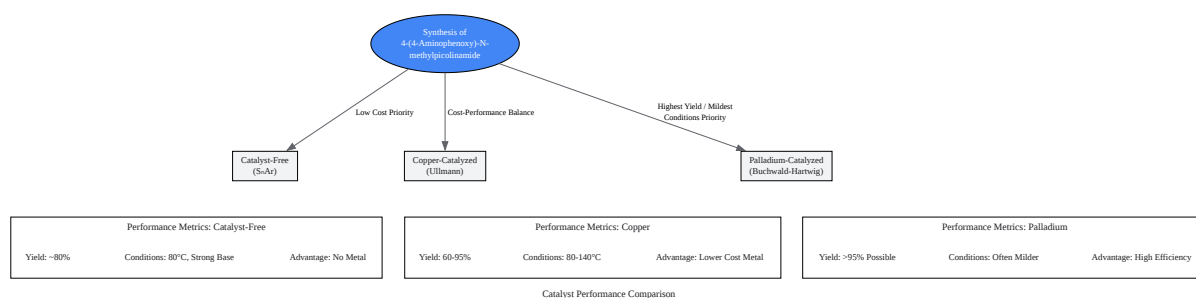 Synthesis of
4-(4-Aminophenoxy)-N-
methylpicolinamide
Low Cost Priority
Cost-Performance Balance
Highest Yield / Mildest
Conditions Priority
Catalyst-Free
(SₙAr)
Copper-Catalyzed
(Ullmann)
Palladium-Catalyzed
(Buchwald-Hartwig)
Performance Metrics: Catalyst-Free
Yield: ~80%
Conditions: 80°C, Strong Base
Advantage: No Metal
Performance Metrics: Copper
Yield: 60-95%
Conditions: 80-140°C
Advantage: Lower Cost Metal
Performance Metrics: Palladium
Yield: >95% Possible
Conditions: Often Milder
Advantage: High Efficiency
Catalyst Performance Comparison